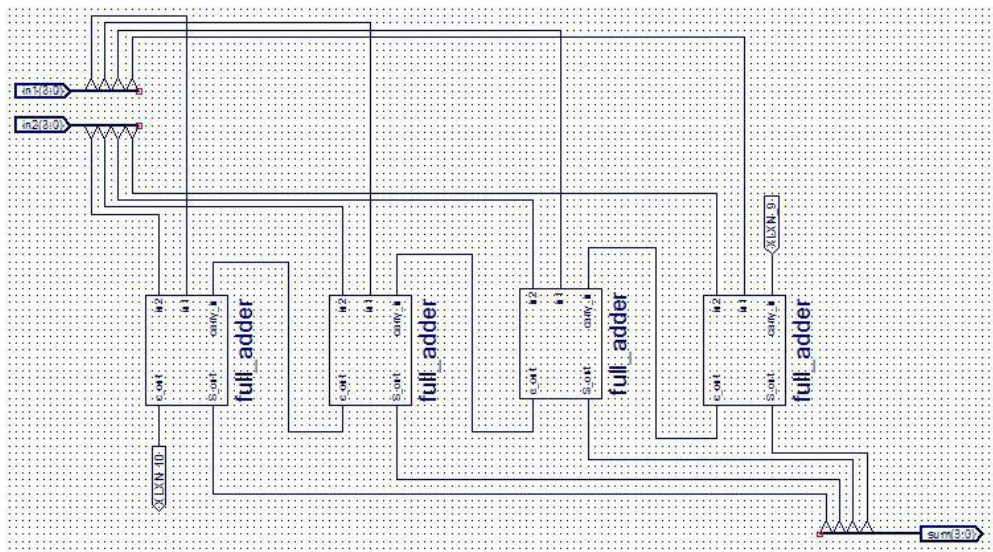 in1(3:0)
in2(3:0)
XLXN_9
in2 in1 carry_in
c_out S_out
full_adder
in2 in1 carry_in
c_out S_out
full_adder
in2 in1 carry_in
c_out S_out
full_adder
in2 in1 carry_in
c_out S_out
full_adder
XLXN_10
sum(3:0)